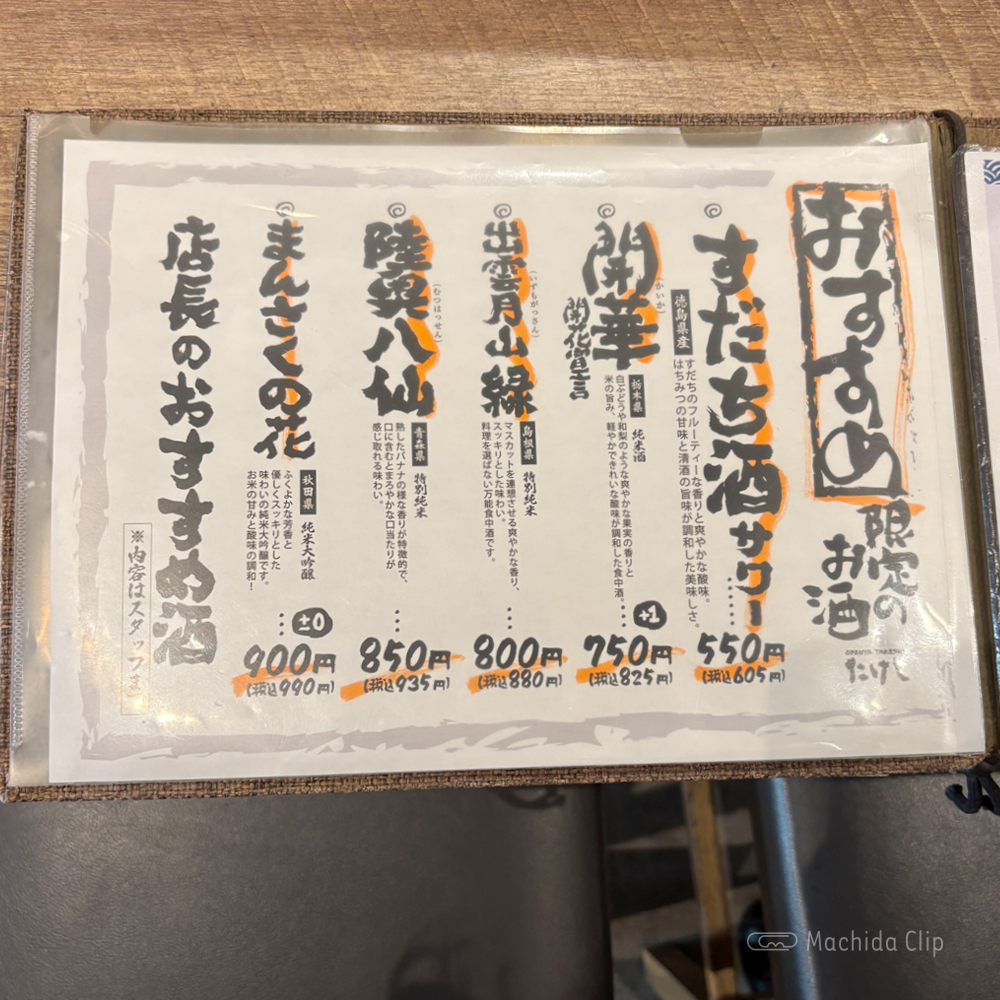 おすすめ
限定の
お酒
たけし
すだち酒サワー
徳島県産
すだちのフルーティーな香りと爽やかな酸味。
はちみつの甘味と清酒の旨味が調和した美味しさ。
550円
(税込605円)
開華
(かいか)
開花宣言
栃木県 純米酒
白ぶどうや和梨のような爽やかな果実の香りと
米の旨み、軽やかできれいな酸味が調和した食中酒。
+1
750円
(税込825円)
出雲月山 緑
(いずもがっさん)
島根県 特別純米
マスカットを連想させる爽やかな香り、
スッキリとした味わい。
料理を選ばない万能食中酒です。
800円
(税込880円)
陸奥八仙
(むつはっせん)
青森県 特別純米
熟したバナナの様な香りが特徴的で、
口に含むとまろやかな口当たりが
感じ取れる味わい。
850円
(税込935円)
まんさくの花
秋田県 純米大吟醸
ふくよかな芳香と
優しくスッキリとした
味わいの純米大吟醸です。
お米の甘みと酸味の調和!
±0
900円
(税込990円)
店長のおすすめ酒
※内容はスタッフまで
Machida Clip